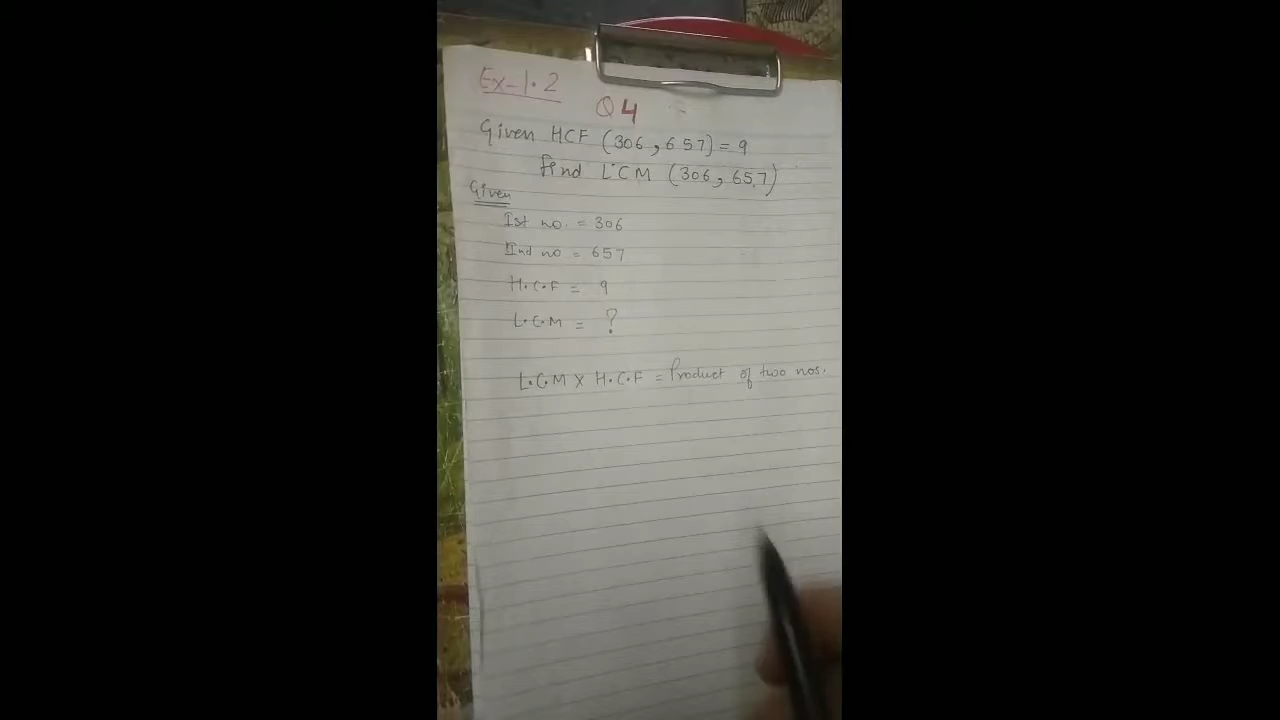 Ex-1.2
Q4
Given HCF (306, 657) = 9
find LCM (306, 657)
Given
Ist no. = 306
IInd no = 657
H.C.F = 9
L.C.M = ?
L.C.M x H.C.F = Product of two nos.